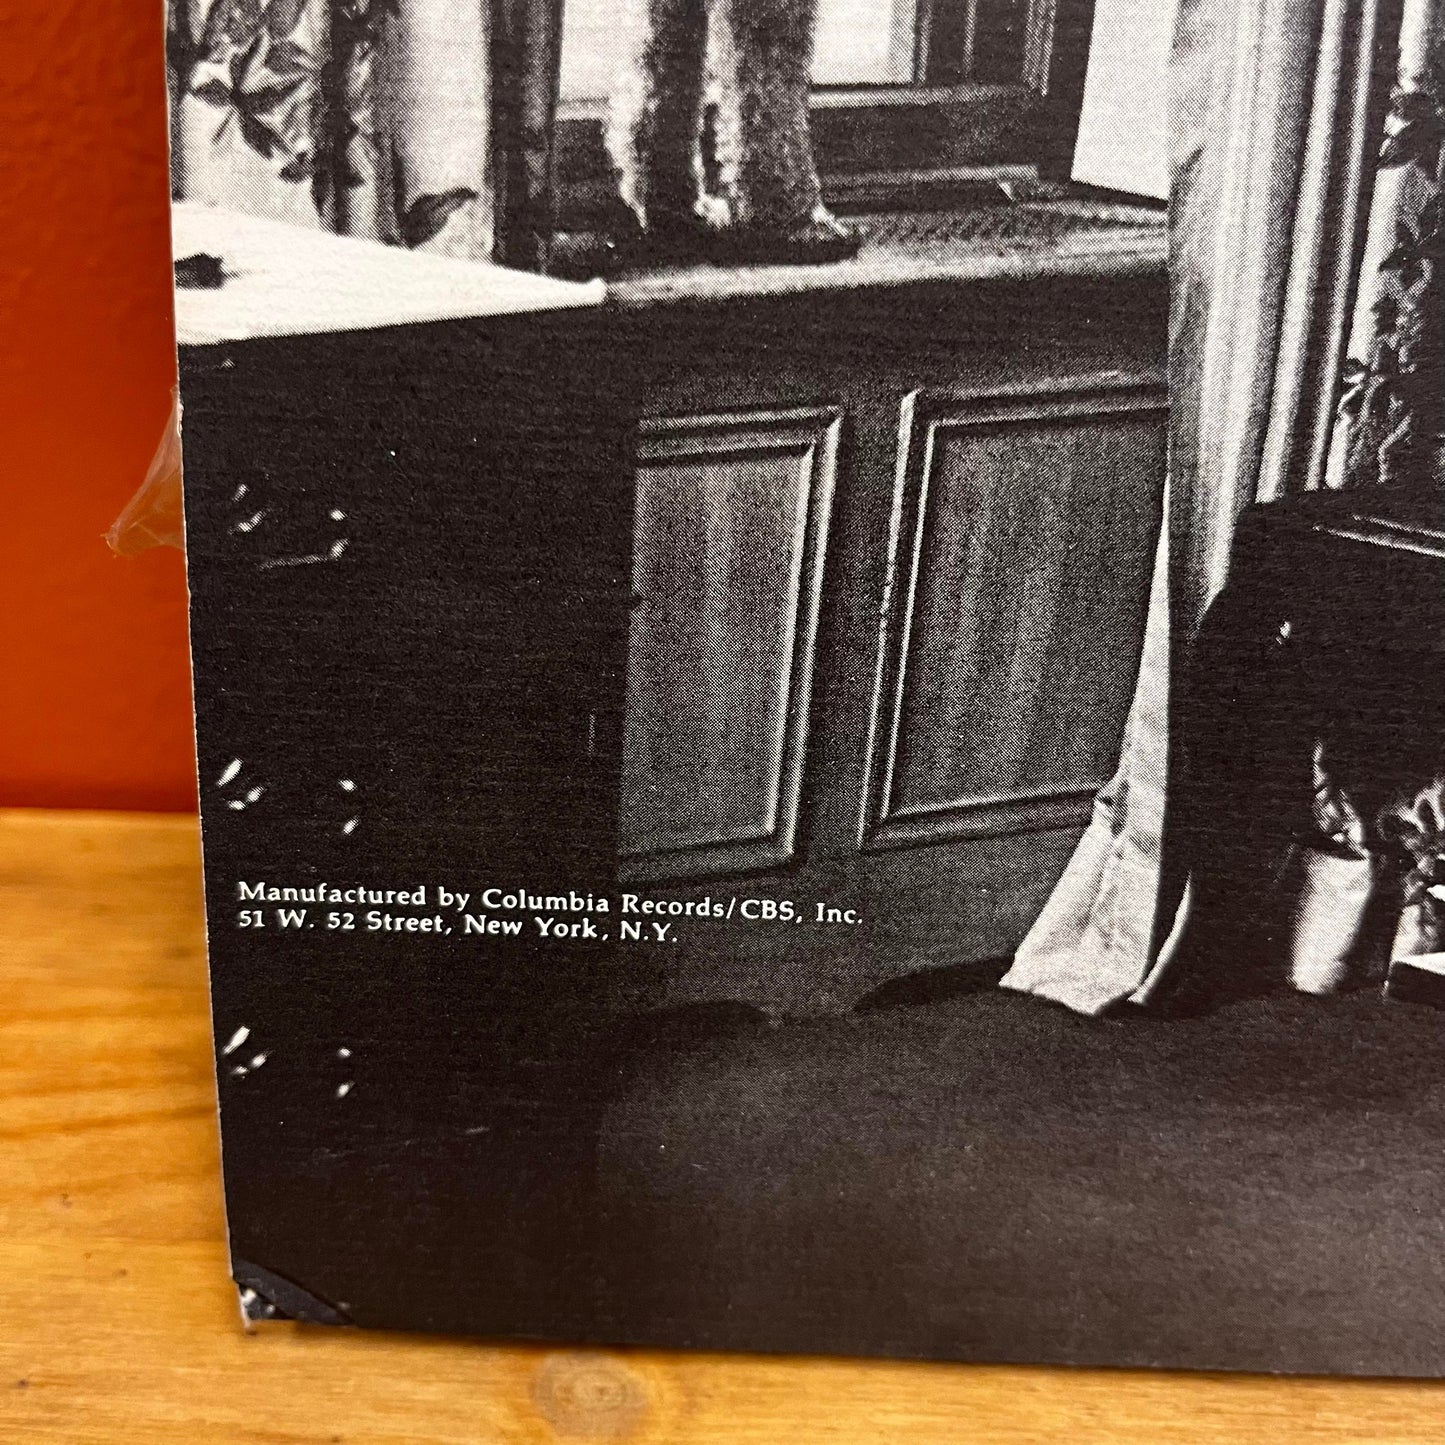 Manufactured by Columbia Records/CBS, Inc.
51 W. 52 Street, New York, N.Y.